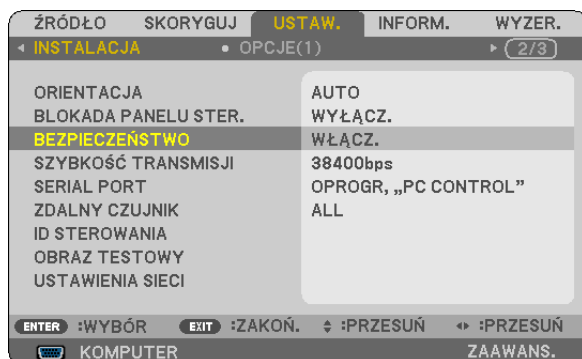 ŹRÓDŁO SKORYGUJ USTAW. INFORM. WYZER.
INSTALACJA • OPCJE(1) 2/3
ORIENTACJA AUTO
BLOKADA PANELU STER. WYŁĄCZ.
BEZPIECZEŃSTWO WŁĄCZ.
SZYBKOŚĆ TRANSMISJI 38400bps
SERIAL PORT OPROGR, „PC CONTROL”
ZDALNY CZUJNIK ALL
ID STEROWANIA
OBRAZ TESTOWY
USTAWIENIA SIECI
ENTER :WYBÓR EXIT :ZAKOŃ. :PRZESUŃ :PRZESUŃ
KOMPUTER ZAAWANS.